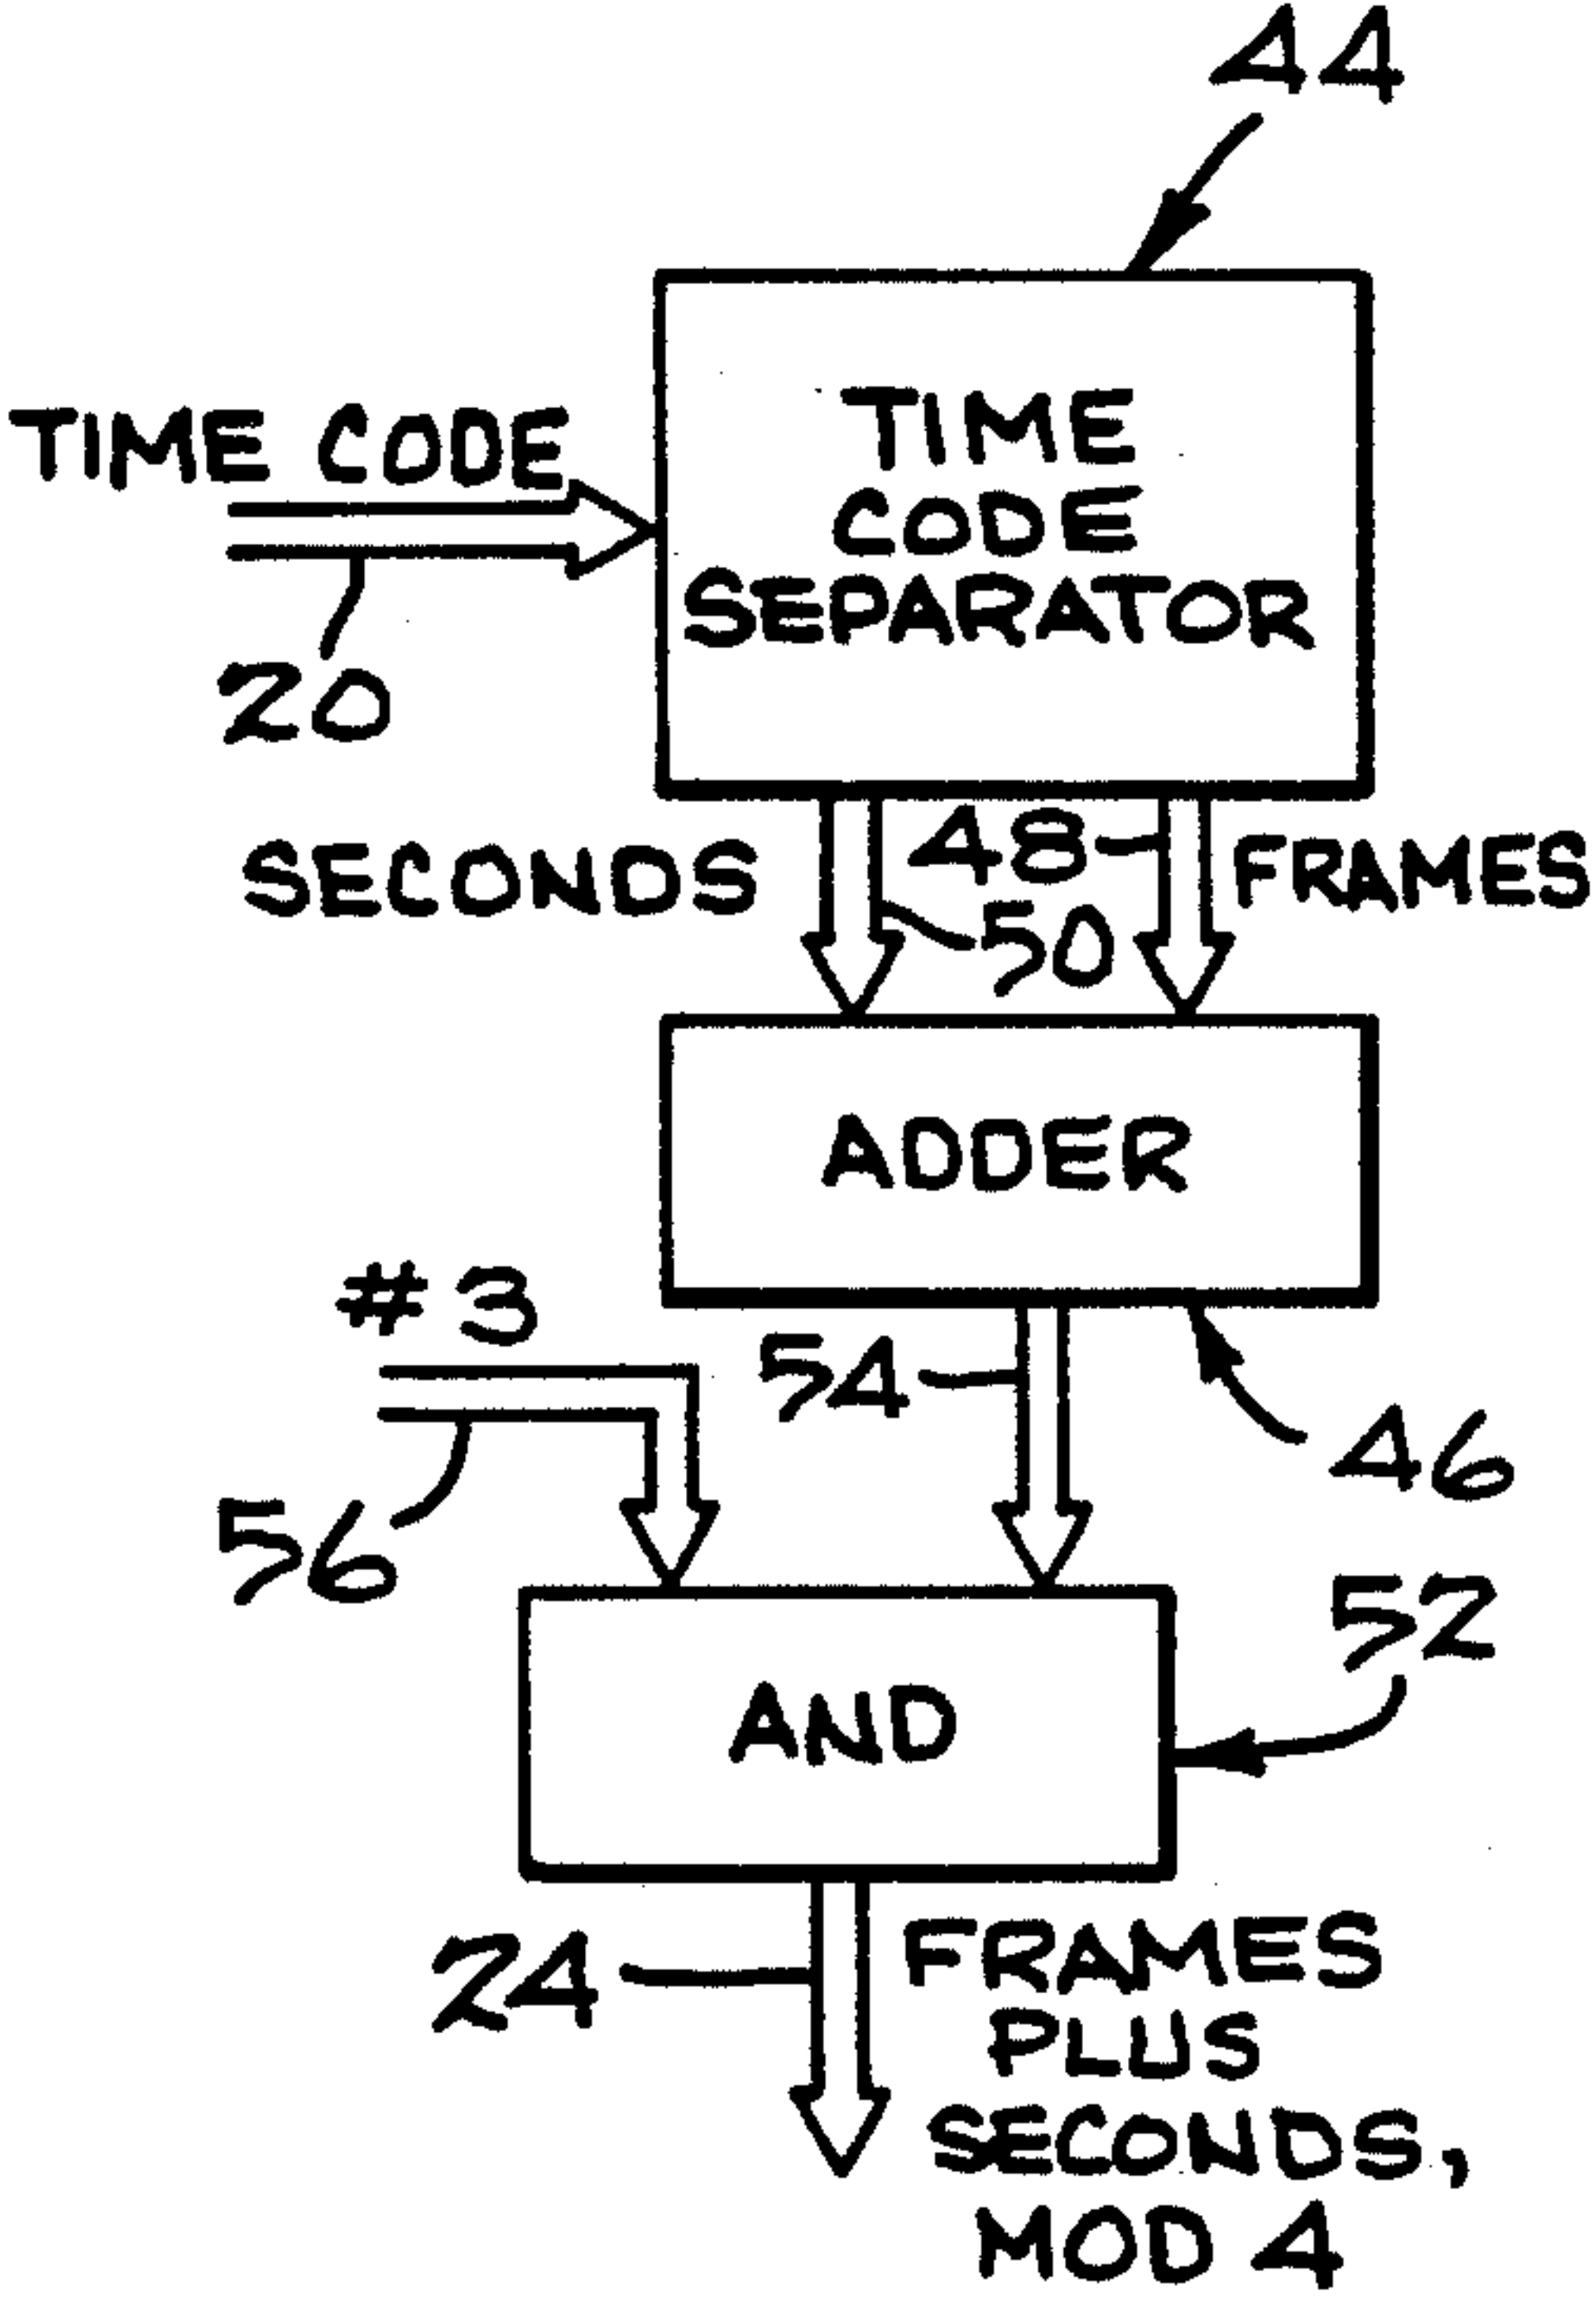 44
TIME CODE
TIME
CODE
SEPARATOR
20
SECONDS
48
FRAMES
50
ADDER
#3
54
46
56
52
AND
24
FRAMES
PLUS
SECONDS,
MOD 4